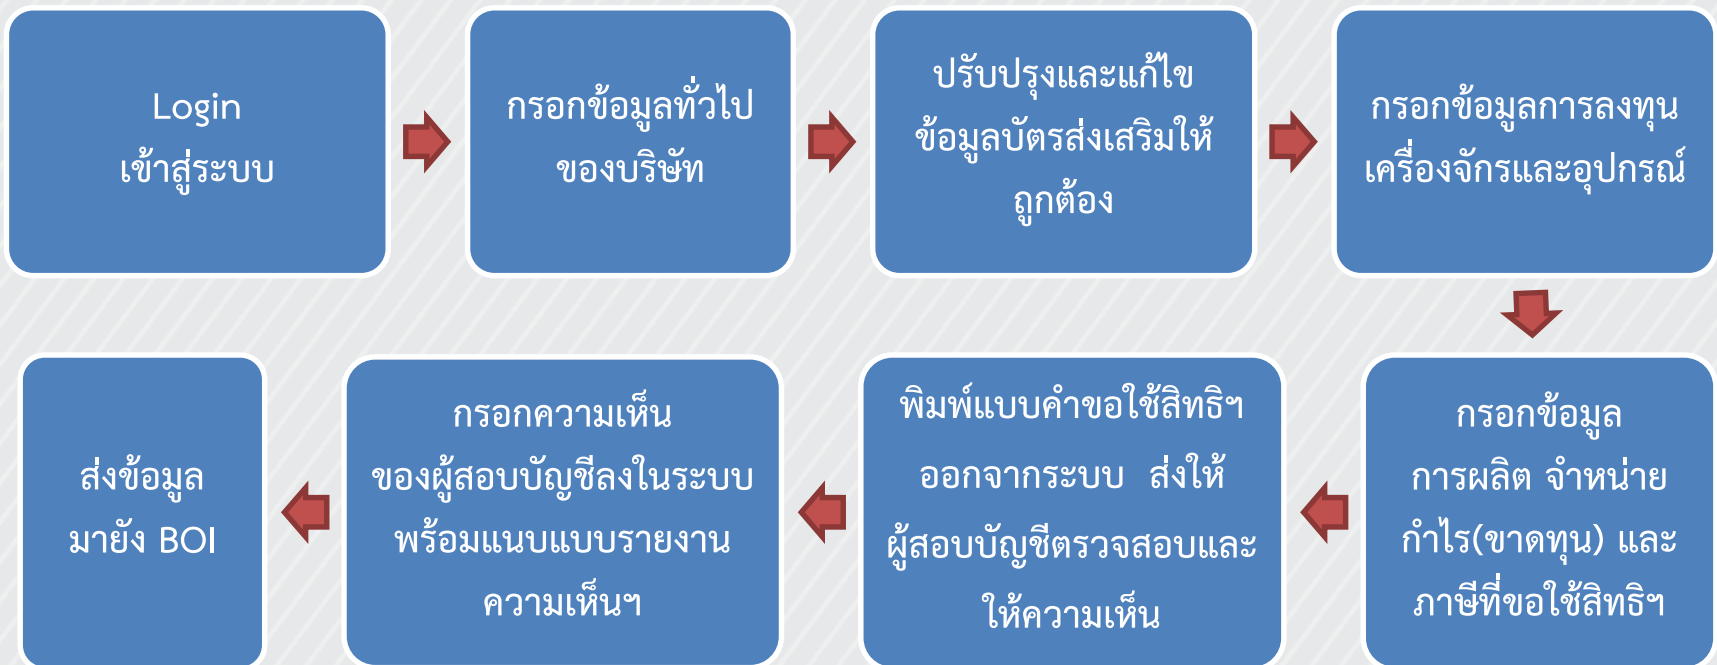 Login
เข้าสู่ระบบ
กรอกข้อมูลทั่วไป
ของบริษัท
ปรับปรุงและแก้ไข
ข้อมูลบัตรส่งเสริมให้
ถูกต้อง
กรอกข้อมูลการลงทุน
เครื่องจักรและอุปกรณ์
กรอกข้อมูล
การผลิต จำหน่าย
กำไร(ขาดทุน) และ
ภาษีที่ขอใช้สิทธิฯ
พิมพ์แบบคำขอใช้สิทธิฯ
ออกจากระบบ ส่งให้
ผู้สอบบัญชีตรวจสอบและ
ให้ความเห็น
กรอกความเห็น
ของผู้สอบบัญชีลงในระบบ
พร้อมแนบแบบรายงาน
ความเห็นฯ
ส่งข้อมูล
มายัง BOI